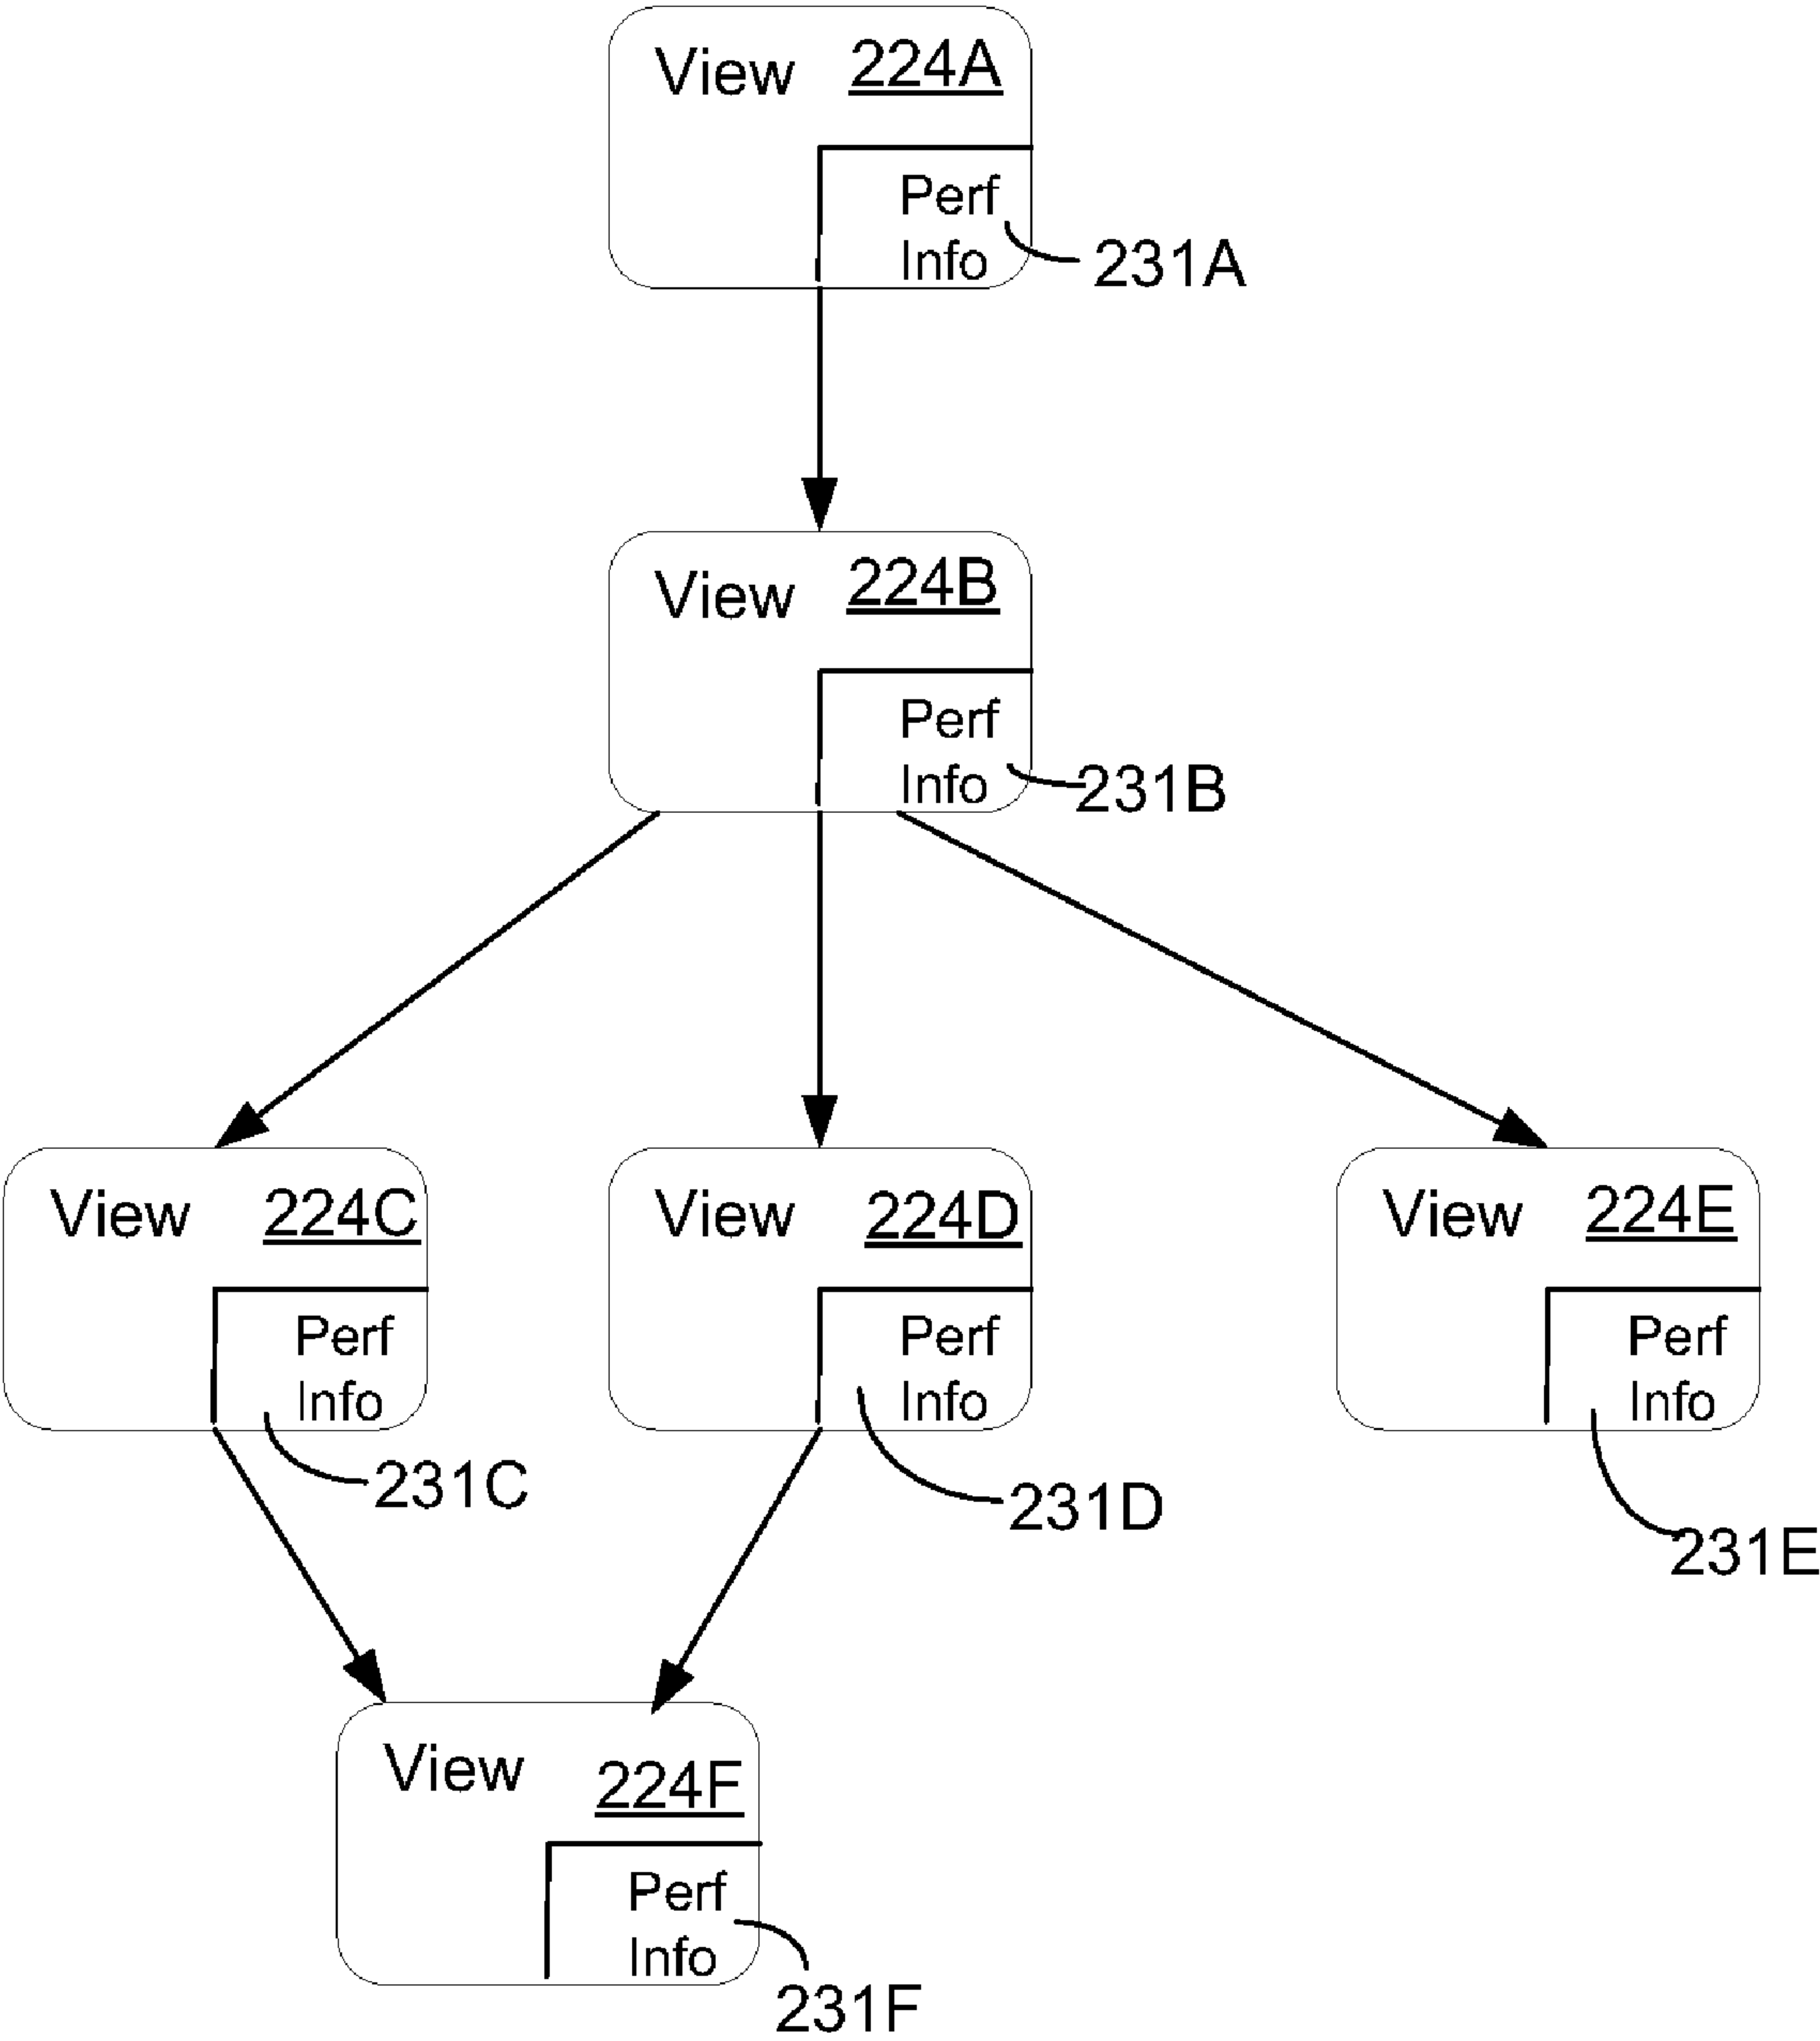 View 224A
Perf
Info
231A
View 224B
Perf
Info
231B
View 224C
Perf
Info
231C
View 224D
Perf
Info
231D
View 224E
Perf
Info
231E
View 224F
Perf
Info
231F